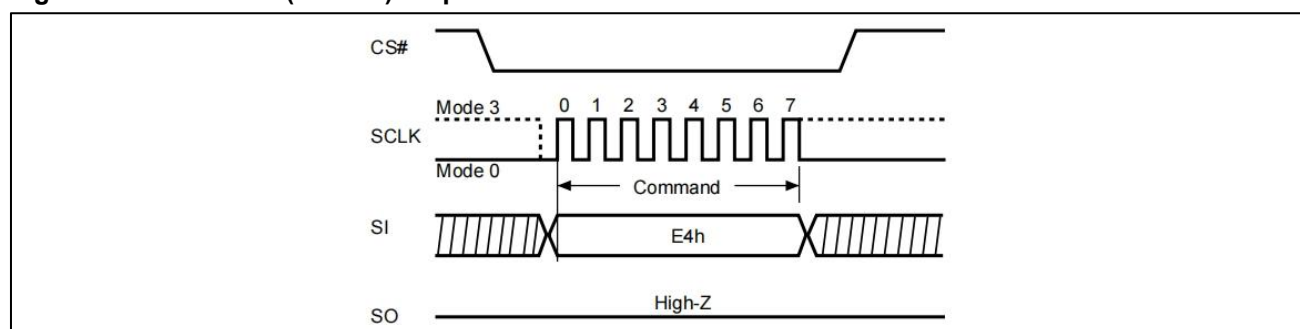 CS#
Mode 3
0 1 2 3 4 5 6 7
SCLK
Mode 0
Command
SI
E4h
High-Z
SO